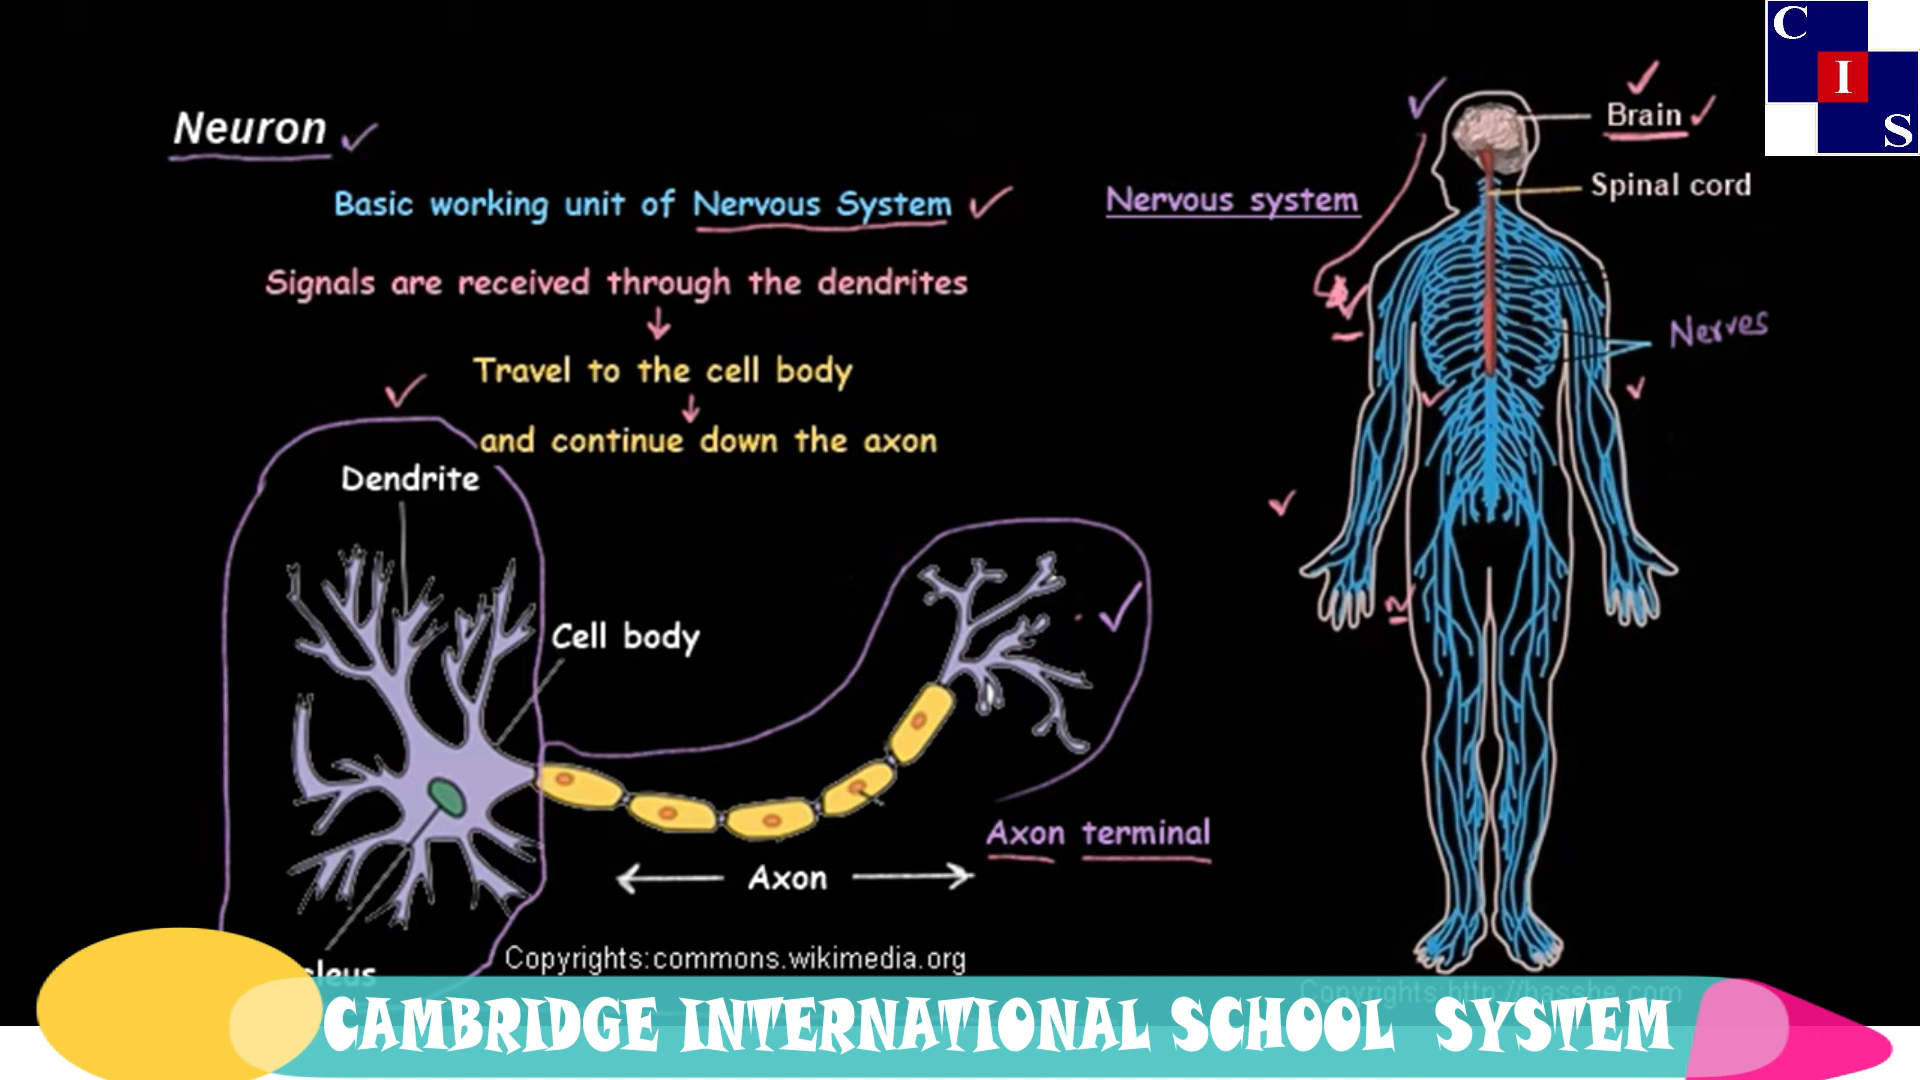 C
I
S
Neuron
Basic working unit of Nervous System
Signals are received through the dendrites
Travel to the cell body
and continue down the axon
Dendrite
Cell body
Axon
Axon terminal
Copyrights:commons.wikimedia.org
Nervous system
Brain
Spinal cord
Nerves
CAMBRIDGE INTERNATIONAL SCHOOL SYSTEM